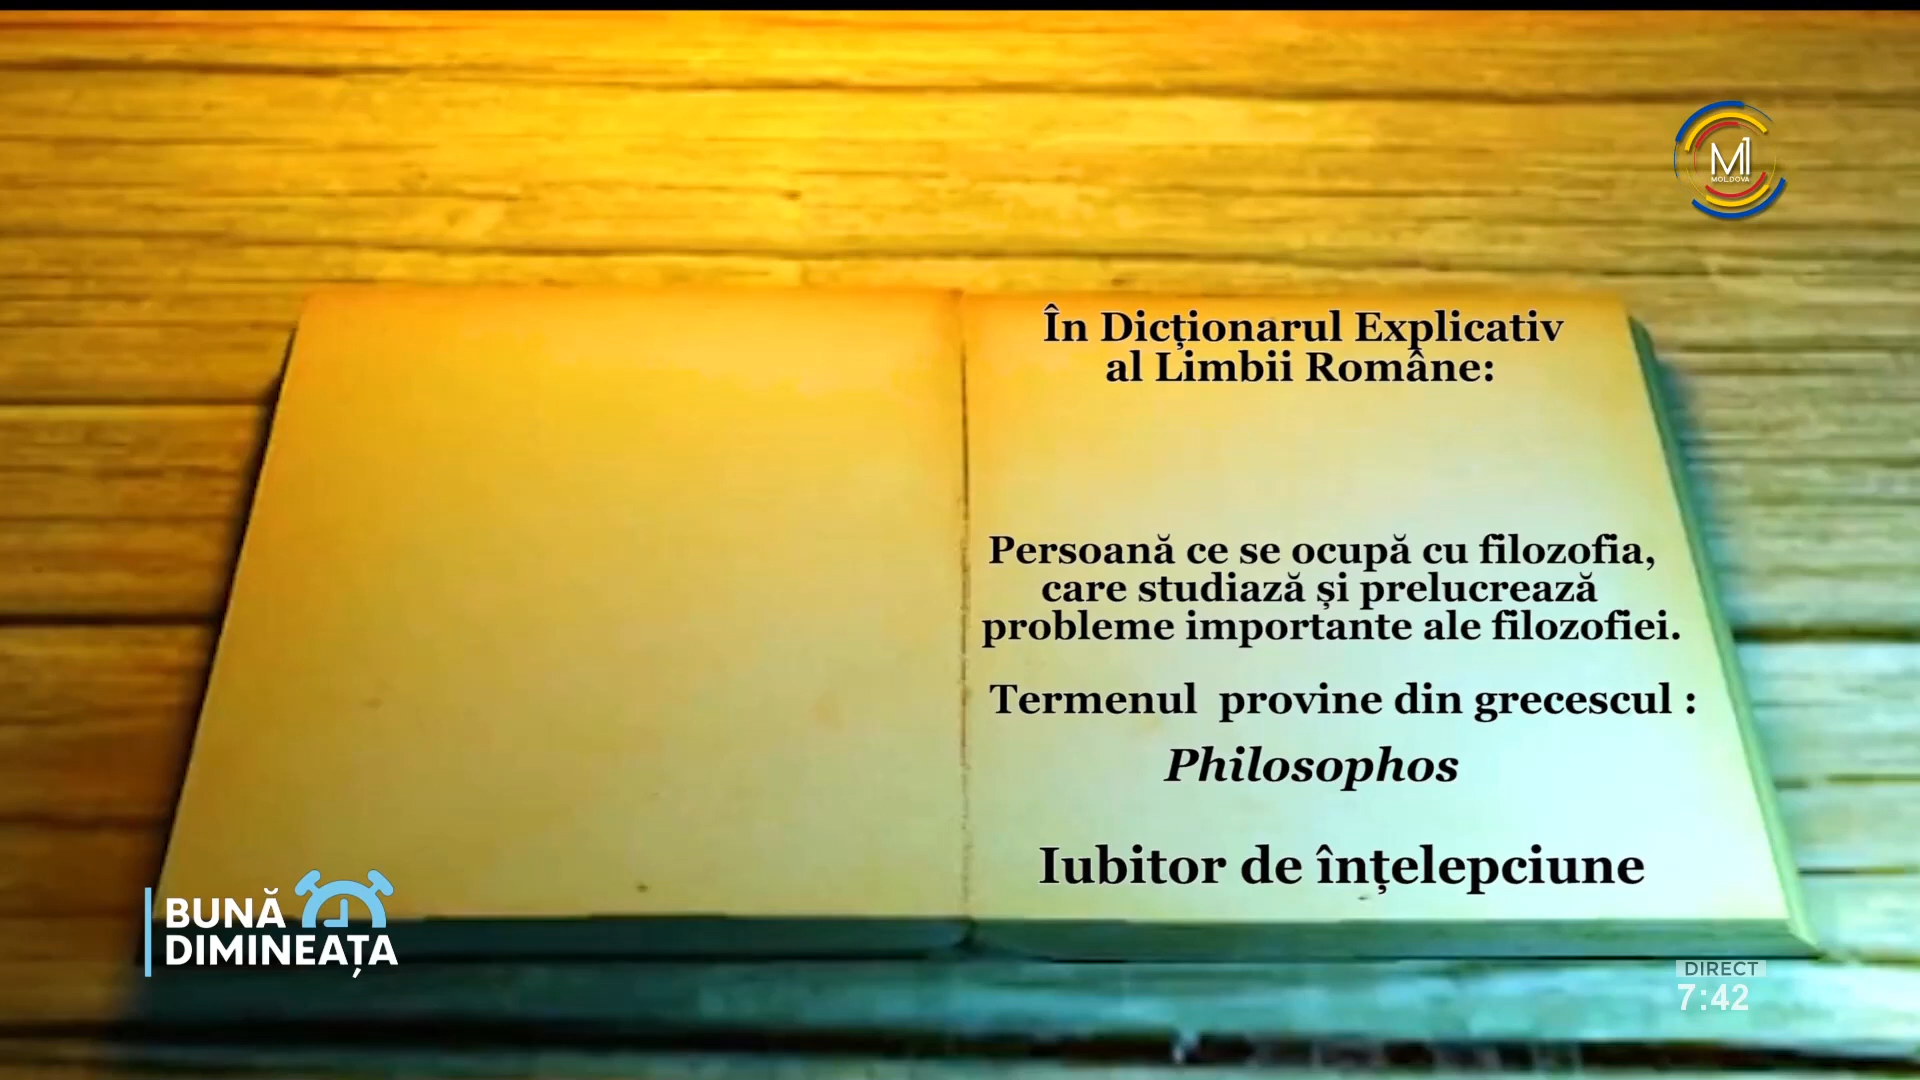 M1
MOLDOVA
În Dicționarul Explicativ
al Limbii Române:
Persoană ce se ocupă cu filozofia,
care studiază și prelucrează
probleme importante ale filozofiei.
Termenul provine din grecescul :
Philosophos
Iubitor de înțelepciune
BUNĂ
DIMINEAȚA
DIRECT
7:42